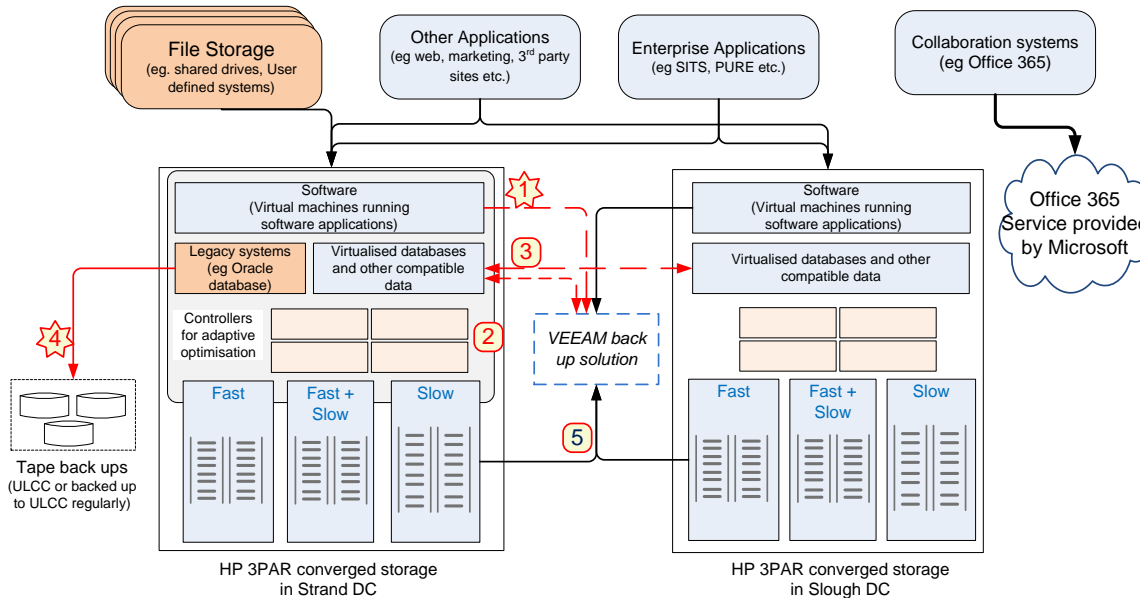 File Storage
(eg. shared drives, User
defined systems)
Other Applications
(eg web, marketing, 3rd party
sites etc.)
Enterprise Applications
(eg SITS, PURE etc.)
Collaboration systems
(eg Office 365)
Software
(Virtual machines running
software applications)
1
Legacy systems
(eg Oracle
database)
Virtualised databases
and other compatible
data
3
Controllers
for adaptive
optimisation
2
Fast
Fast +
Slow
Slow
HP 3PAR converged storage
in Strand DC
4
Tape back ups
(ULCC or backed up
to ULCC regularly)
VEEAM back
up solution
5
Software
(Virtual machines running
software applications)
Virtualised databases and other
compatible data
Fast
Fast +
Slow
Slow
HP 3PAR converged storage
in Slough DC
Office 365
Service provided
by Microsoft